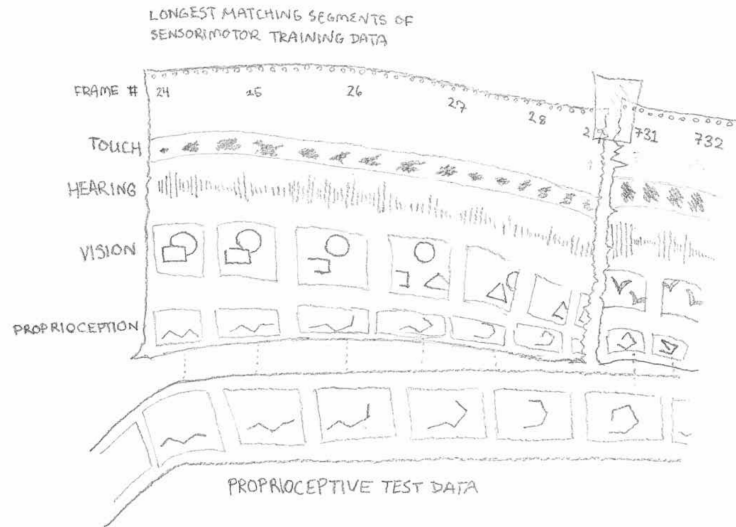 LONGEST MATCHING SEGMENTS OF
SENSORIMOTOR TRAINING DATA
FRAME # 24 25 26 27 28 731 732
TOUCH
HEARING
VISION
PROPRIOCEPTION
PROPRIOCEPTIVE TEST DATA